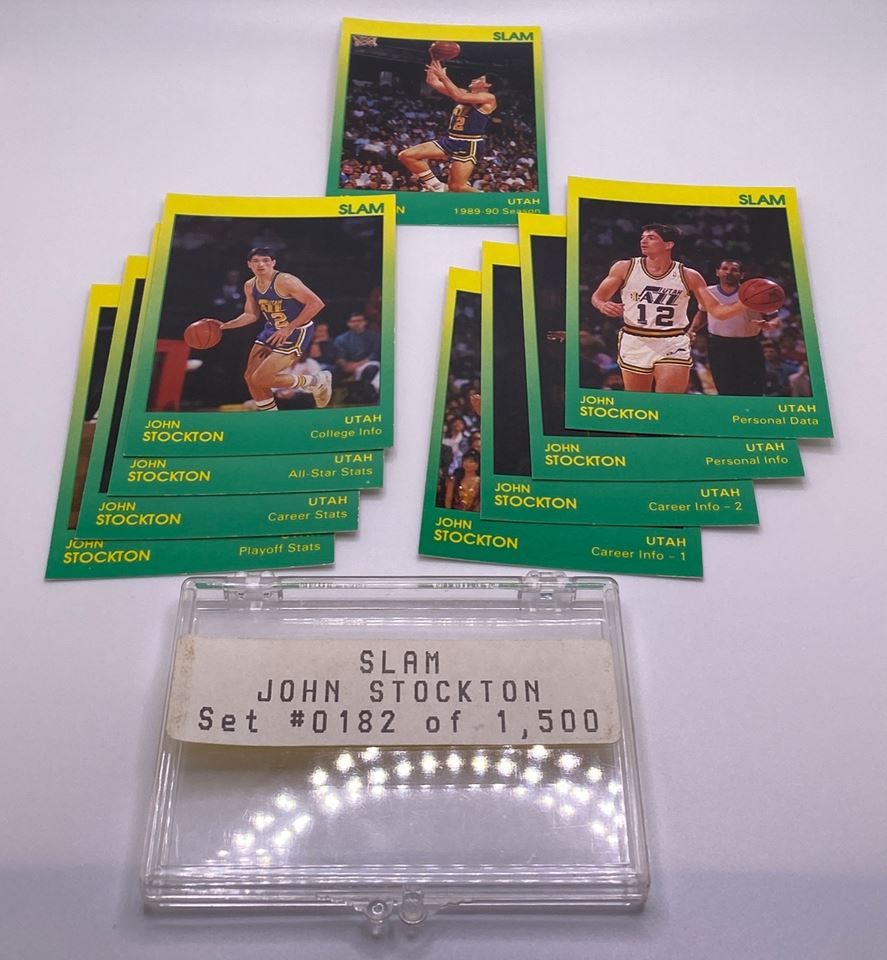 SLAM
N UTAH
1989-90 Season
SLAM
JOHN UTAH
STOCKTON College Info
JOHN UTAH
STOCKTON All-Star Stats
JOHN UTAH
STOCKTON Career Stats
JOHN
STOCKTON Playoff Stats
SLAM
UTAH
JAZZ
12
JOHN UTAH
STOCKTON Personal Data
JOHN UTAH
STOCKTON Personal Info
JOHN UTAH
STOCKTON Career Info - 2
JOHN UTAH
STOCKTON Career Info - 1
SLAM
JOHN STOCKTON
Set #0182 of 1,500